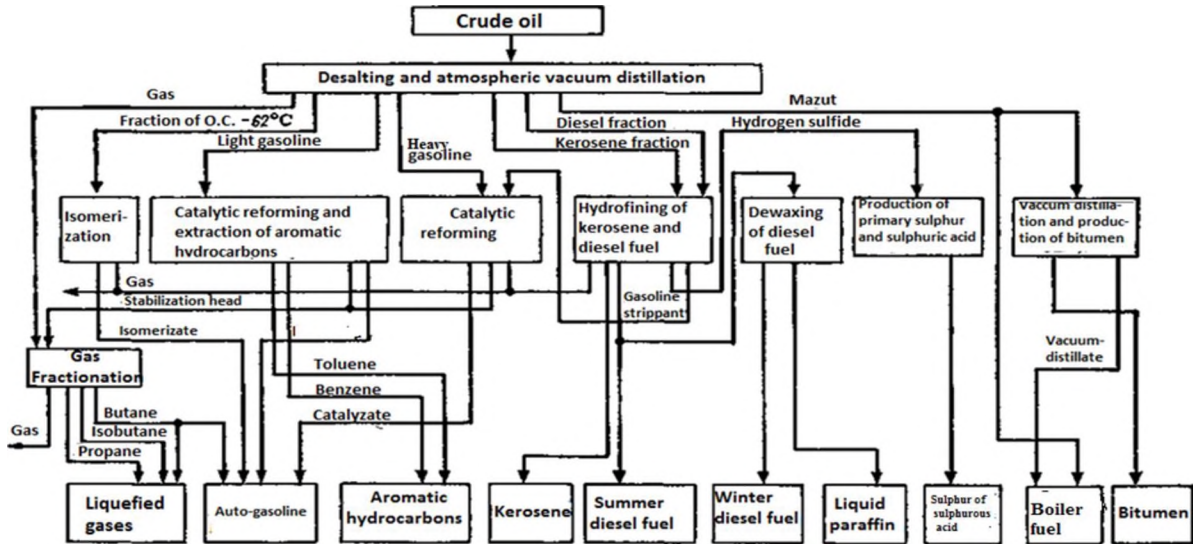 Crude oil
Desalting and atmospheric vacuum distillation
Gas
Mazut
Fraction of O.C. -62°C
Diesel fraction
Hydrogen sulfide
Light gasoline
Heavy
gasoline
Kerosene fraction
Isomeri-
zation
Catalytic reforming and
extraction of aromatic
hydrocarbons
Catalytic
reforming
Hydrofining of
kerosene and
diesel fuel
Dewaxing
of diesel
fuel
Production of
primary sulphur
and sulphuric acid
Vaccum distilla-
tion and produc-
tion of bitumen
Gas
Stabilization head
Gasoline
strippant
Isomerizate
Gas
Fractionation
Toluene
Vacuum-
distillate
Benzene
Butane
Catalyzate
Gas
Isobutane
Propane
Liquefied
gases
Auto-gasoline
Aromatic
hydrocarbons
Kerosene
Summer
diesel fuel
Winter
diesel fuel
Liquid
paraffin
Sulphur of
sulphurous
acid
Boiler
fuel
Bitumen